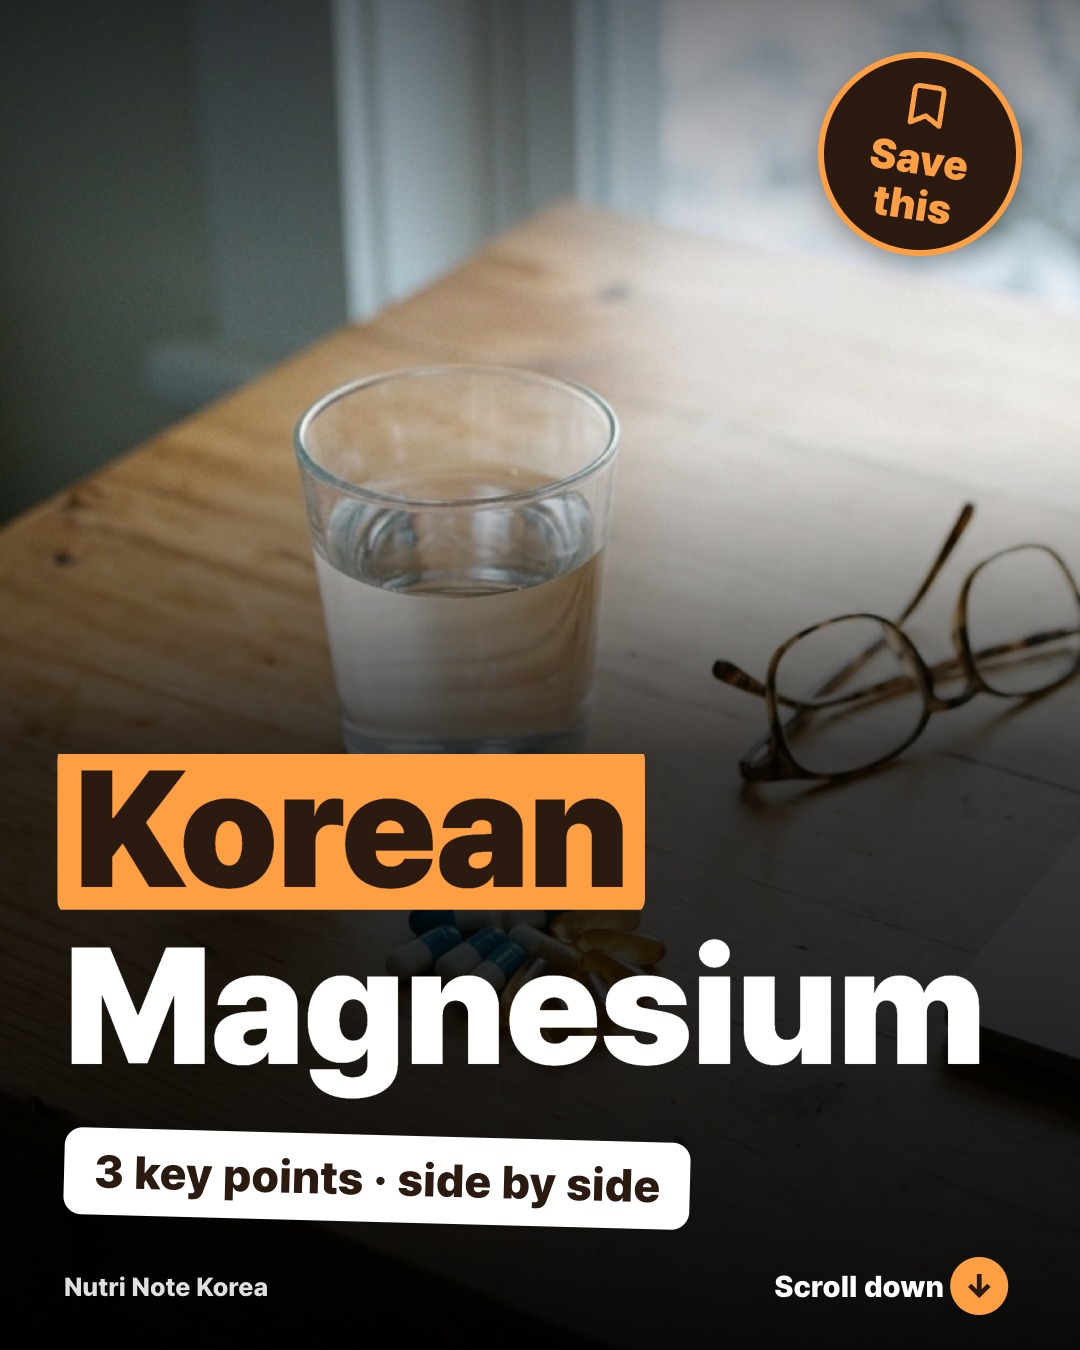 Save
this
Korean
Magnesium
3 key points · side by side
Nutri Note Korea
Scroll down